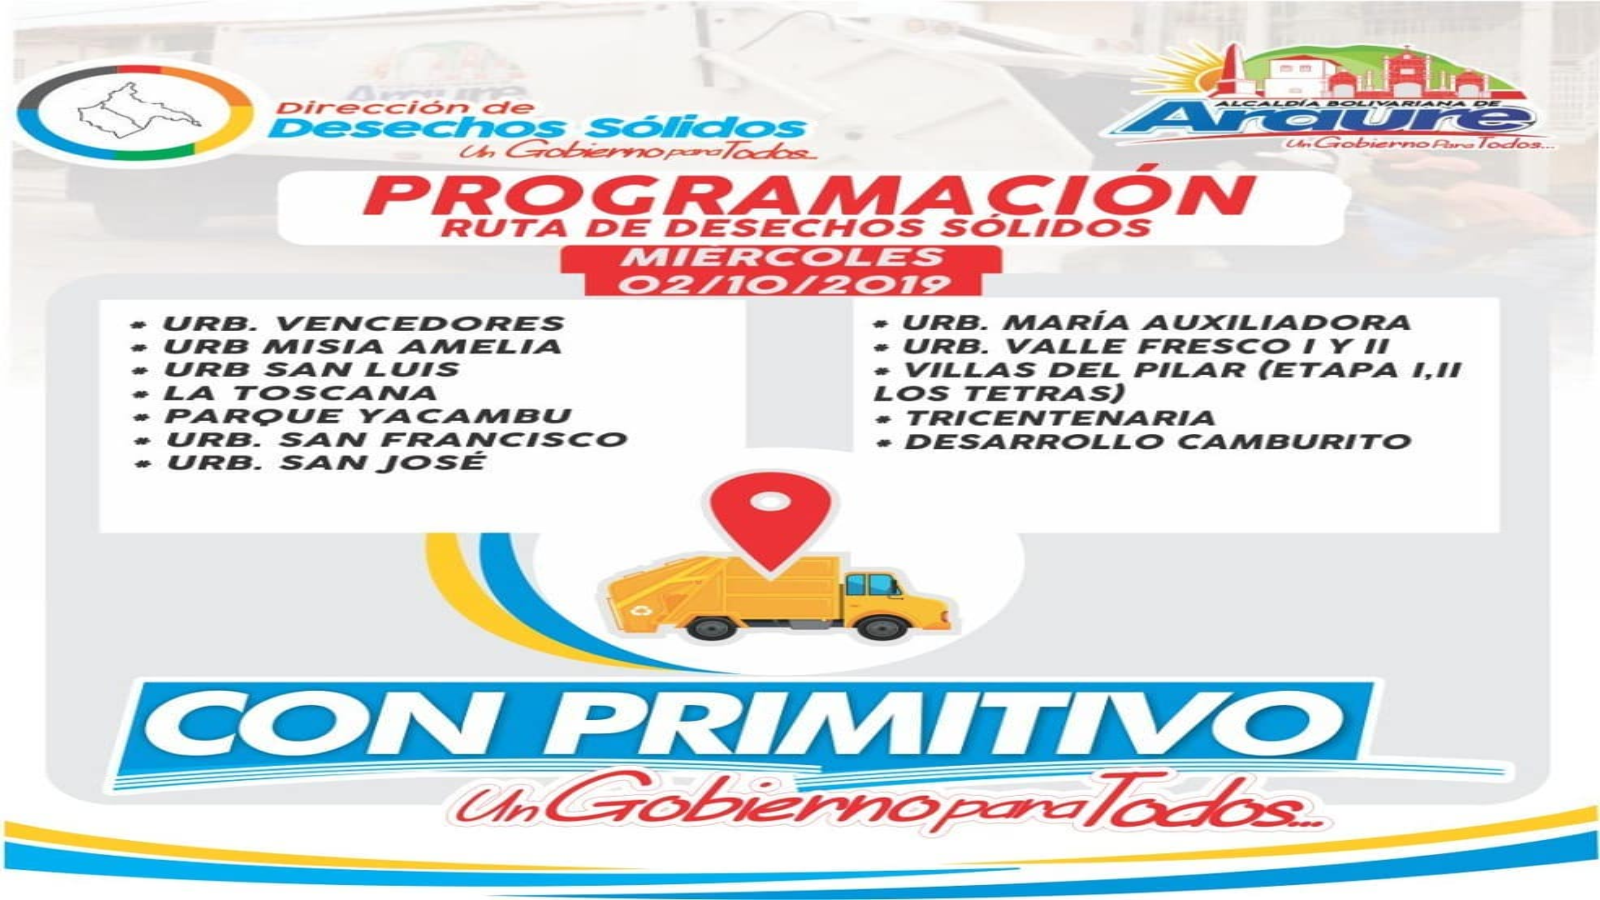 Dirección de
Desechos Sólidos
Un Gobierno para Todos...
ALCALDÍA BOLIVARIANA DE
Araure
Un Gobierno Para Todos...
PROGRAMACIÓN
RUTA DE DESECHOS SÓLIDOS
MIÉRCOLES
02/10/2019
* URB. VENCEDORES
* URB MISIA AMELIA
* URB SAN LUIS
* LA TOSCANA
* PARQUE YACAMBU
* URB. SAN FRANCISCO
* URB. SAN JOSÉ
* URB. MARÍA AUXILIADORA
* URB. VALLE FRESCO I Y II
* VILLAS DEL PILAR (ETAPA I,II
LOS TETRAS)
* TRICENTENARIA
* DESARROLLO CAMBURITO
CON PRIMITIVO
Un Gobierno para Todos...